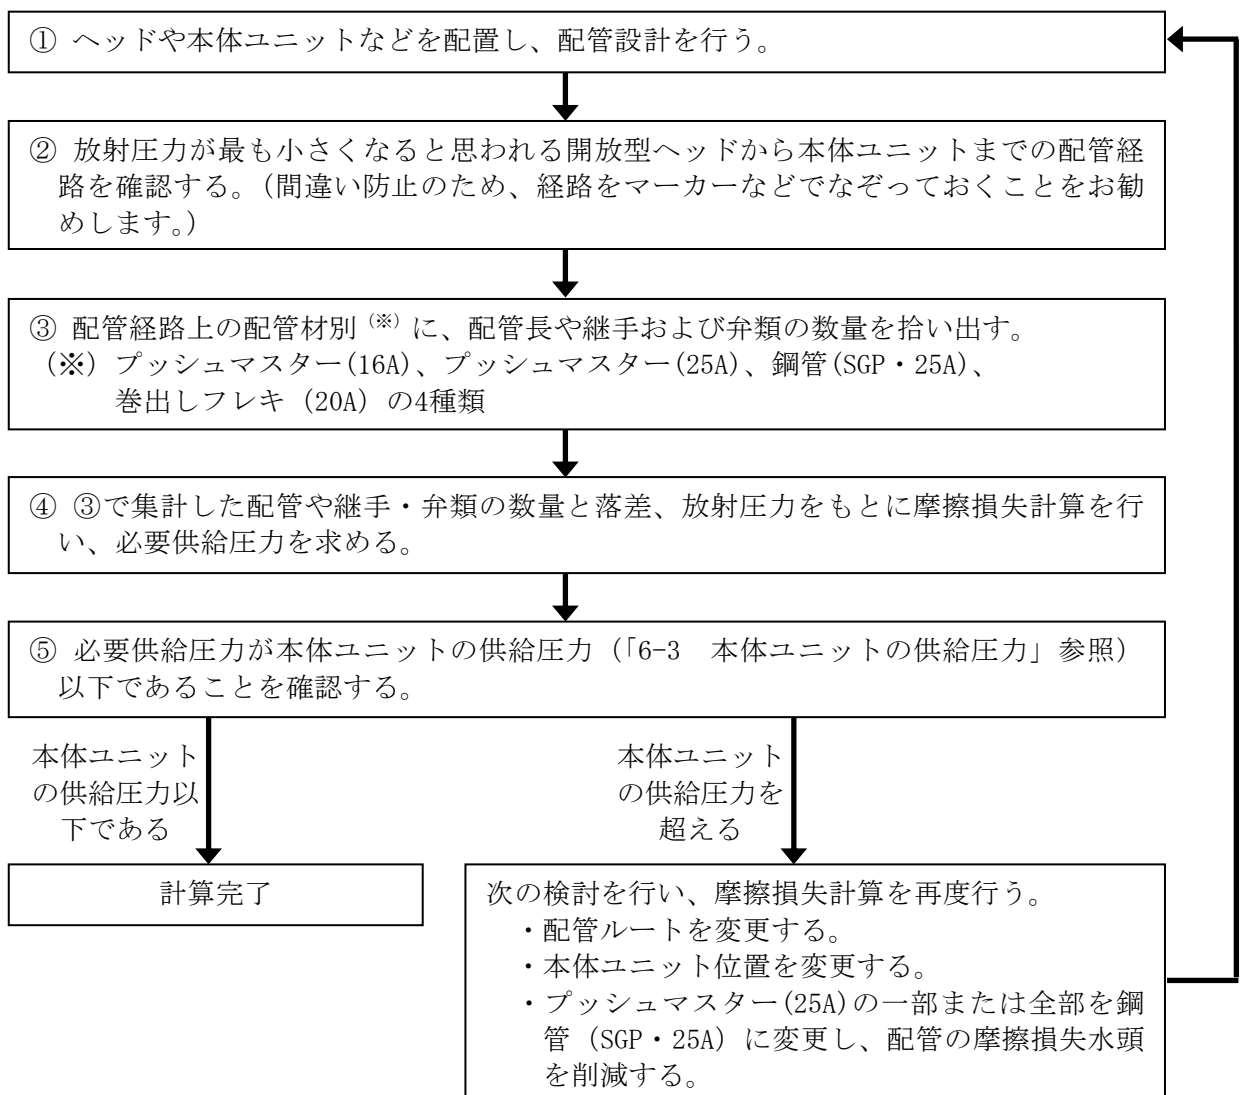 ① ヘッドや本体ユニットなどを配置し、配管設計を行う。
② 放射圧力が最も小さくなると思われる開放型ヘッドから本体ユニットまでの配管経
路を確認する。(間違い防止のため、経路をマーカーなどでなぞっておくことをお勧
めします。)
③ 配管経路上の配管材別(※)に、配管長や継手および弁類の数量を拾い出す。
(※) プッシュマスター(16A)、プッシュマスター(25A)、鋼管(SGP・25A)、
巻出しフレキ (20A) の4種類
④ ③で集計した配管や継手・弁類の数量と落差、放射圧力をもとに摩擦損失計算を行
い、必要供給圧力を求める。
⑤ 必要供給圧力が本体ユニットの供給圧力 (「6-3 本体ユニットの供給圧力」参照)
以下であることを確認する。
本体ユニット
の供給圧力以
下である
本体ユニット
の供給圧力を
超える
計算完了
次の検討を行い、摩擦損失計算を再度行う。
・配管ルートを変更する。
・本体ユニット位置を変更する。
・プッシュマスター(25A)の一部または全部を鋼
管 (SGP・25A) に変更し、配管の摩擦損失水頭
を削減する。